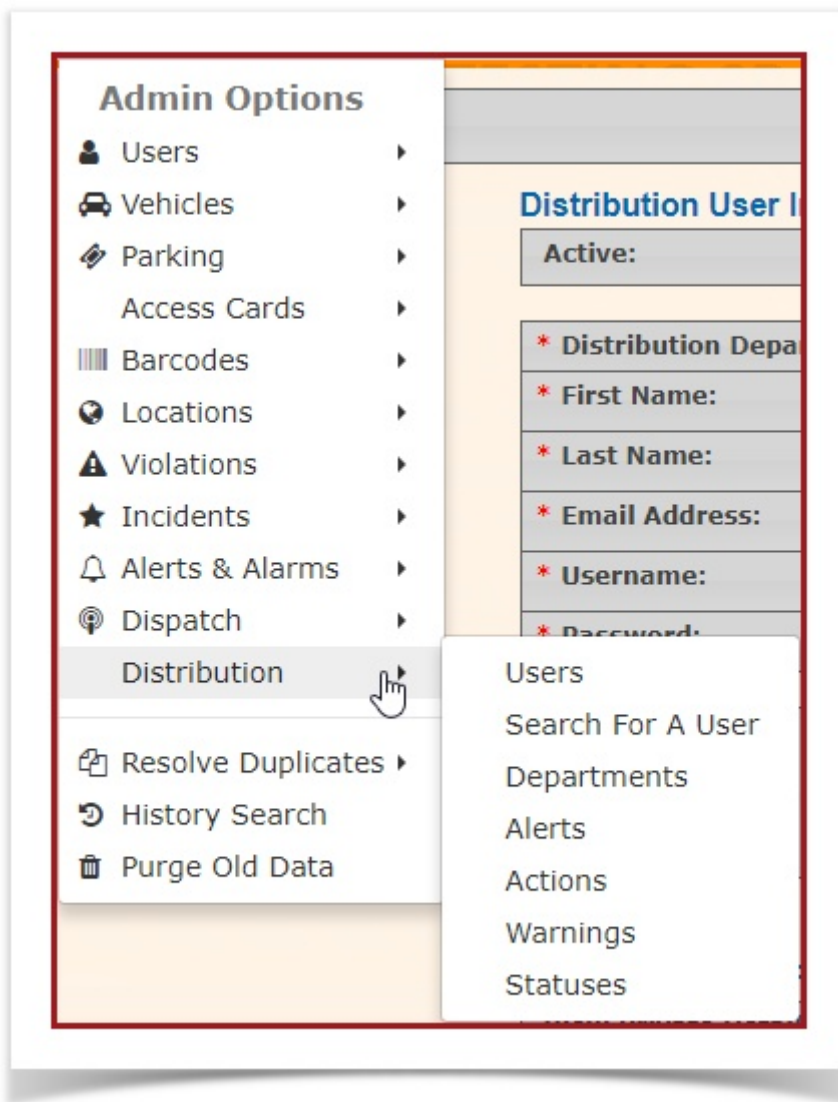 Admin Options
Users
Vehicles
Parking
Access Cards
Barcodes
Locations
Violations
Incidents
Alerts & Alarms
Dispatch
Distribution
Resolve Duplicates
History Search
Purge Old Data
Distribution User
Active:
* Distribution
* First Name:
* Last Name:
* Email Address:
* Username:
* Password:
Users
Search For A User
Departments
Alerts
Actions
Warnings
Statuses